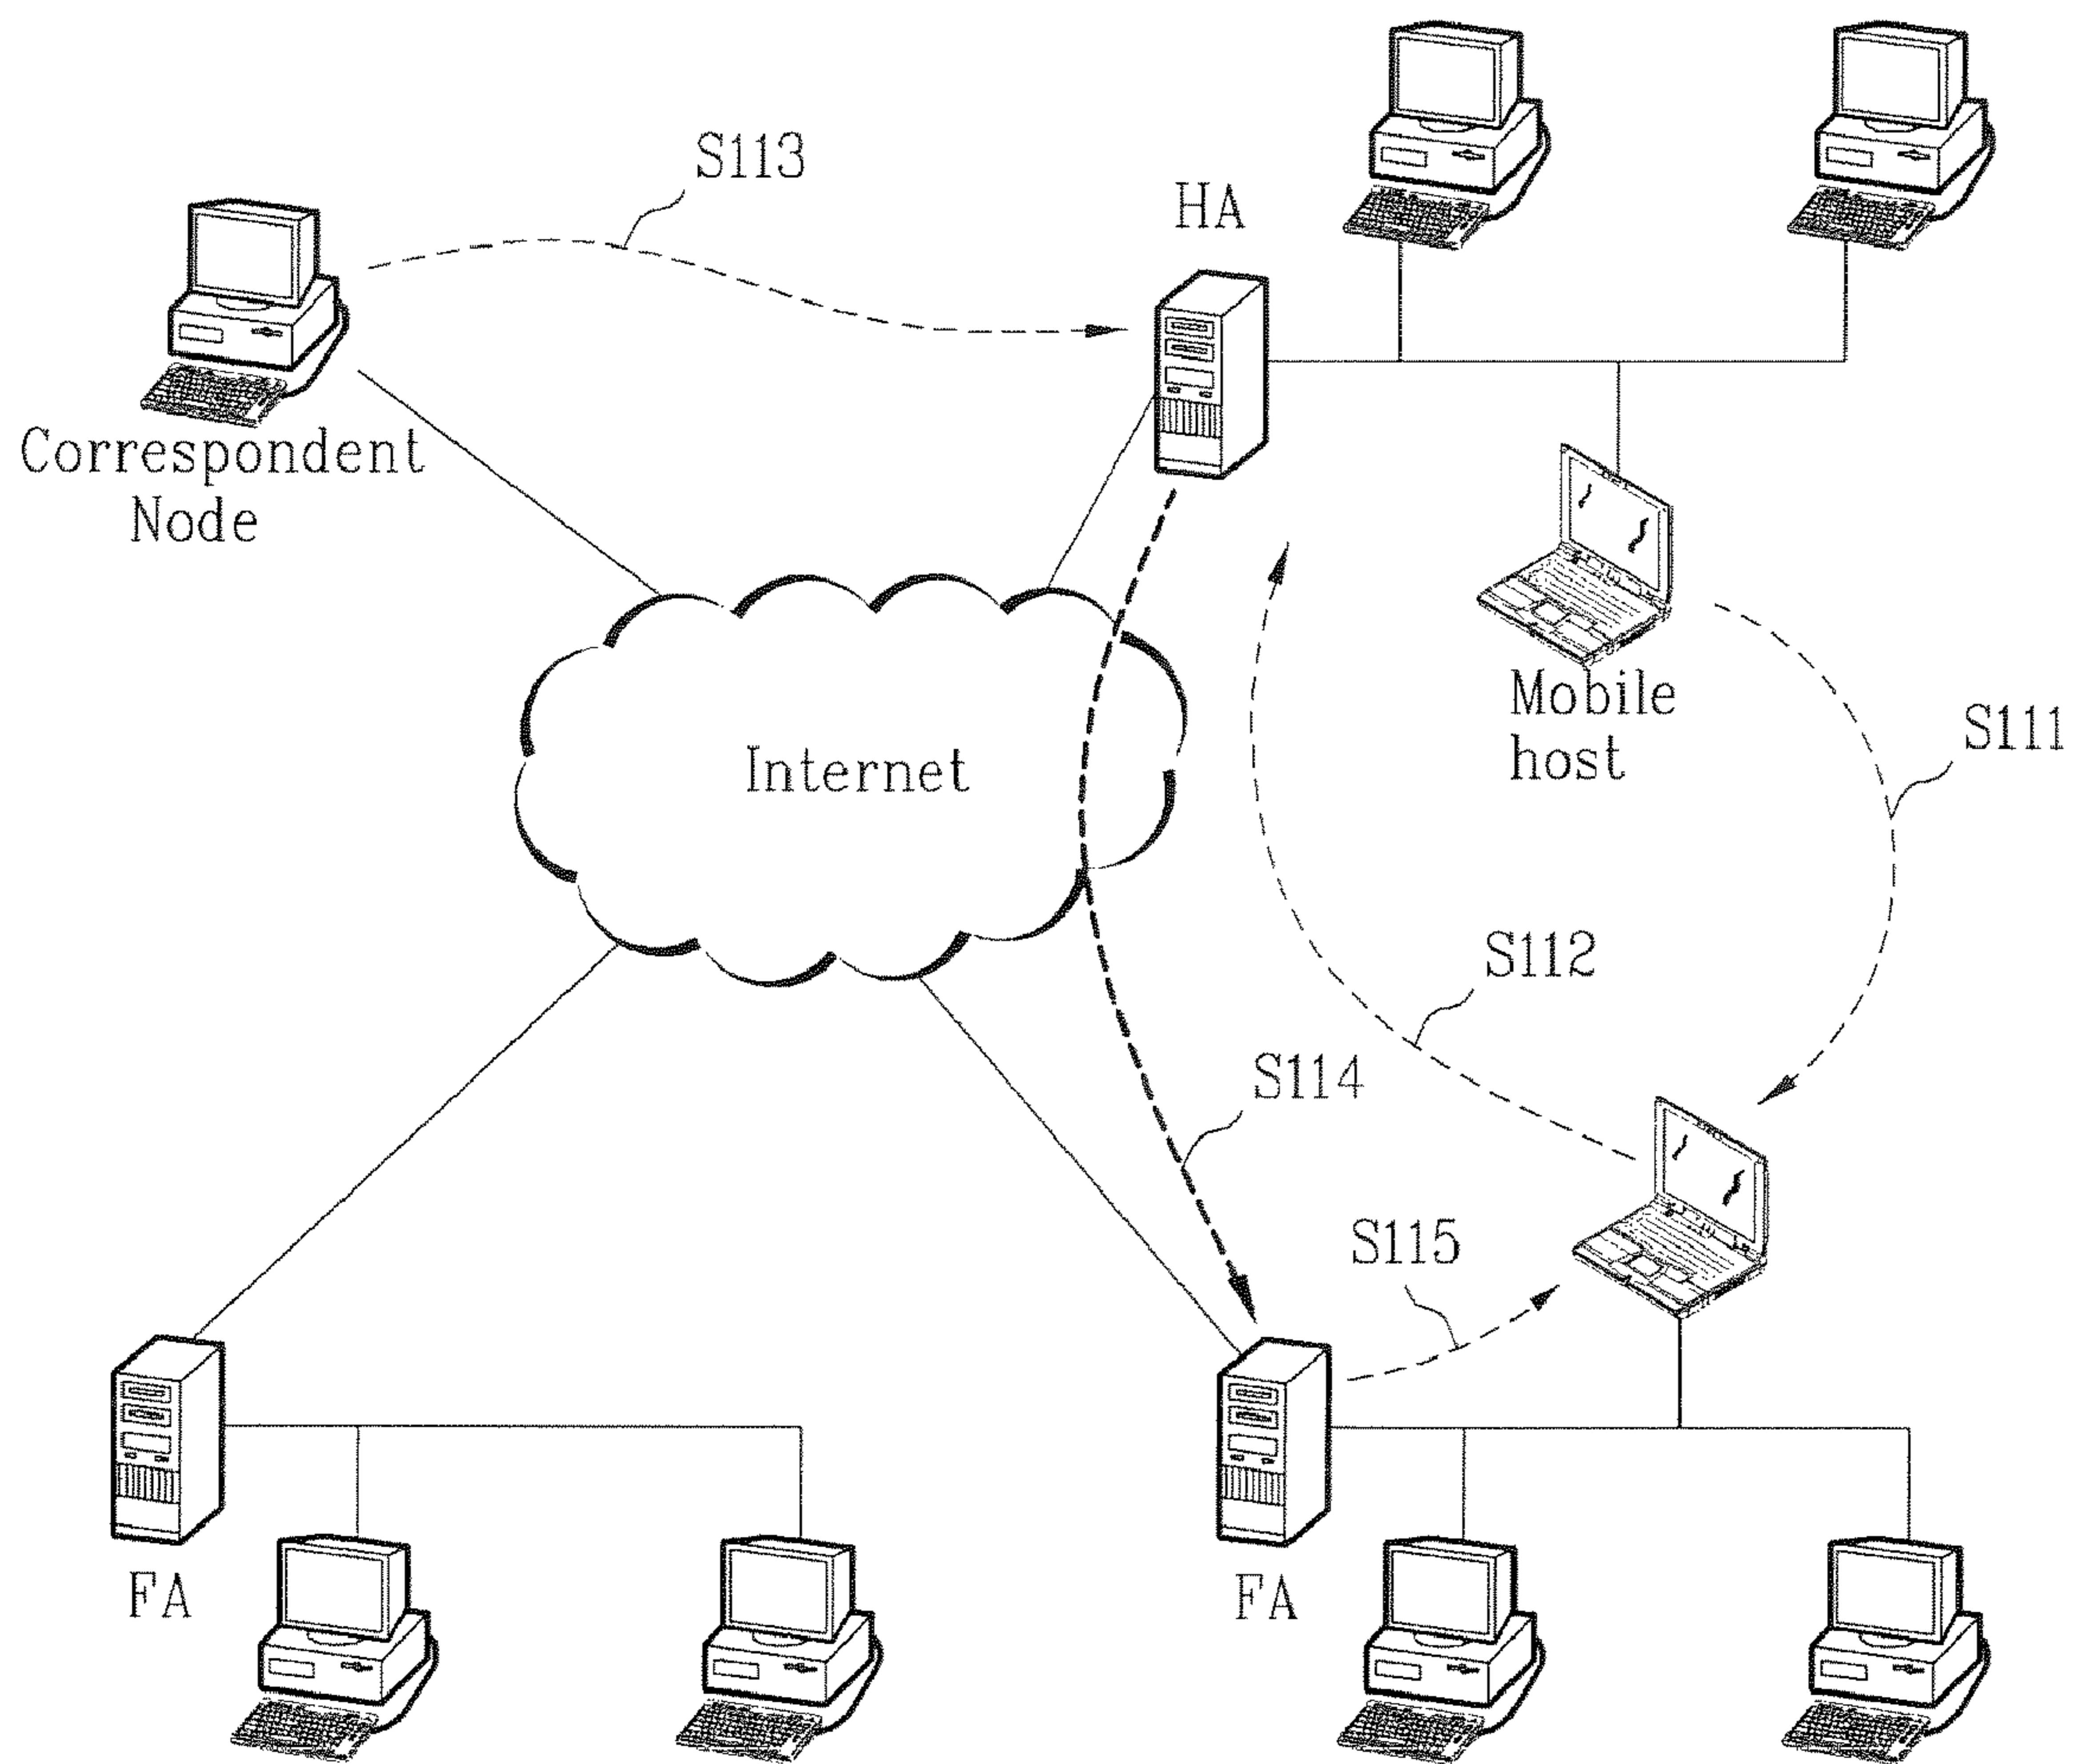 S113
HA
Correspondent
Node
Mobile
host
S111
Internet
S112
S114
S115
FA
FA